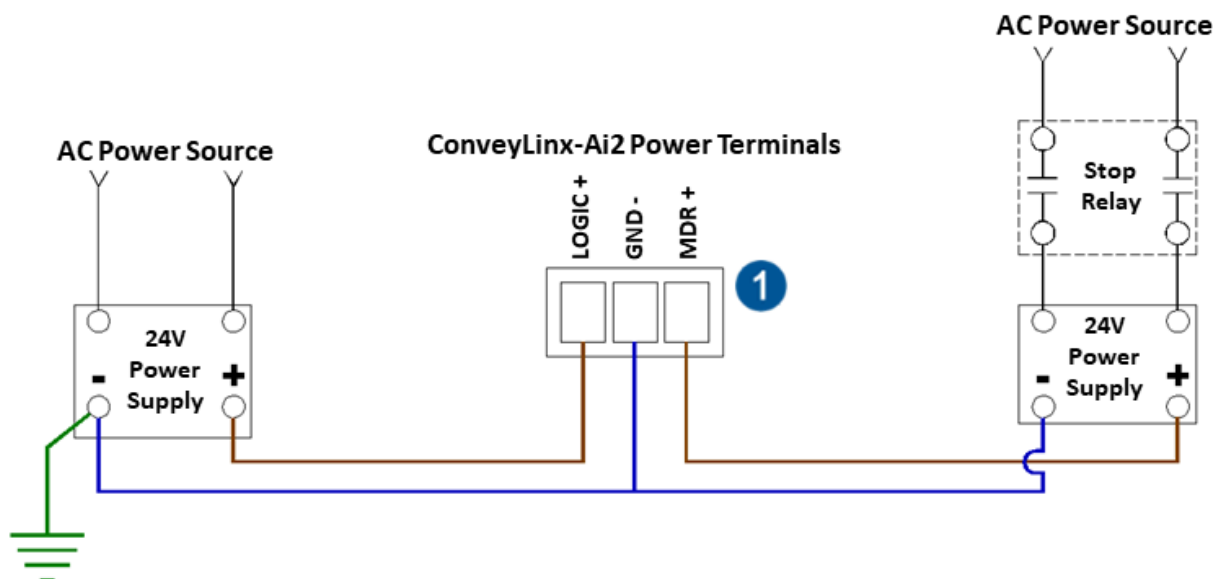 AC Power Source
AC Power Source
ConveyLinx-Ai2 Power Terminals
LOGIC +
GND -
MDR +
1
Stop
Relay
24V
Power
Supply
- +
24V
Power
Supply
- +